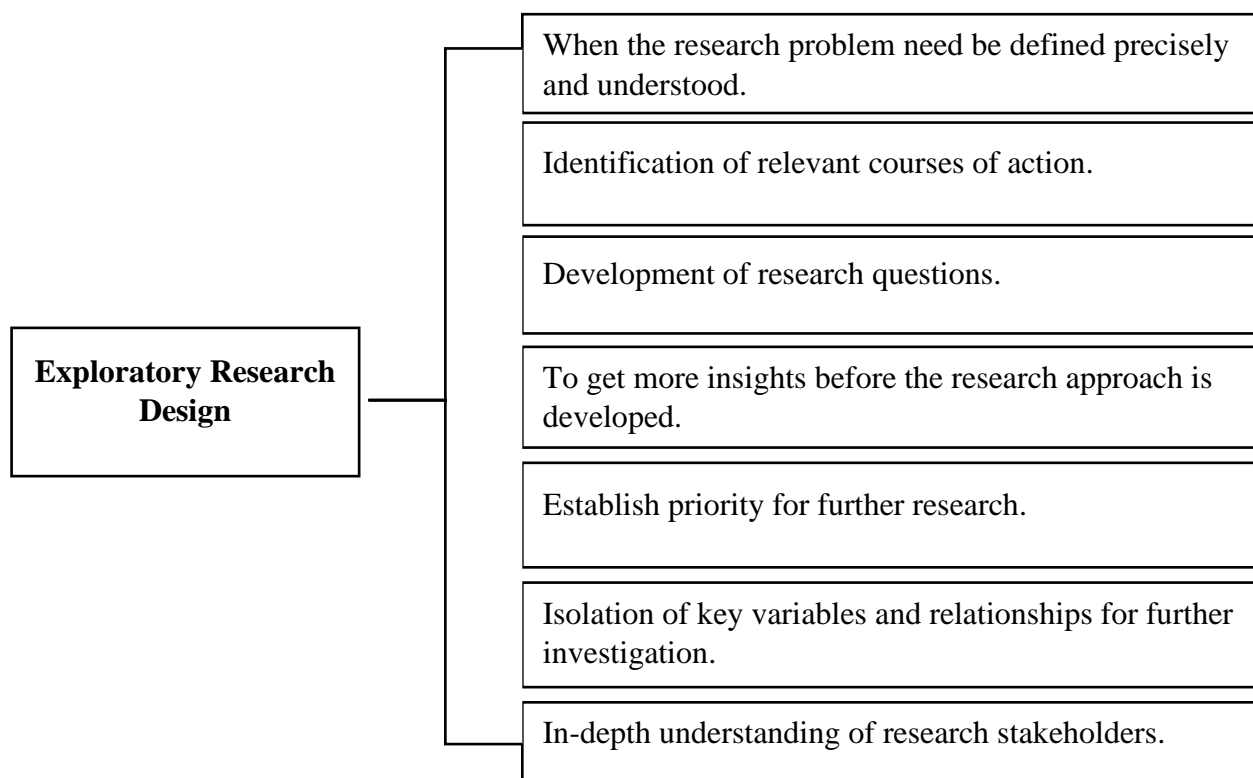 When the research problem need be defined precisely
and understood.
Identification of relevant courses of action.
Development of research questions.
Exploratory Research
Design
To get more insights before the research approach is
developed.
Establish priority for further research.
Isolation of key variables and relationships for further
investigation.
In-depth understanding of research stakeholders.